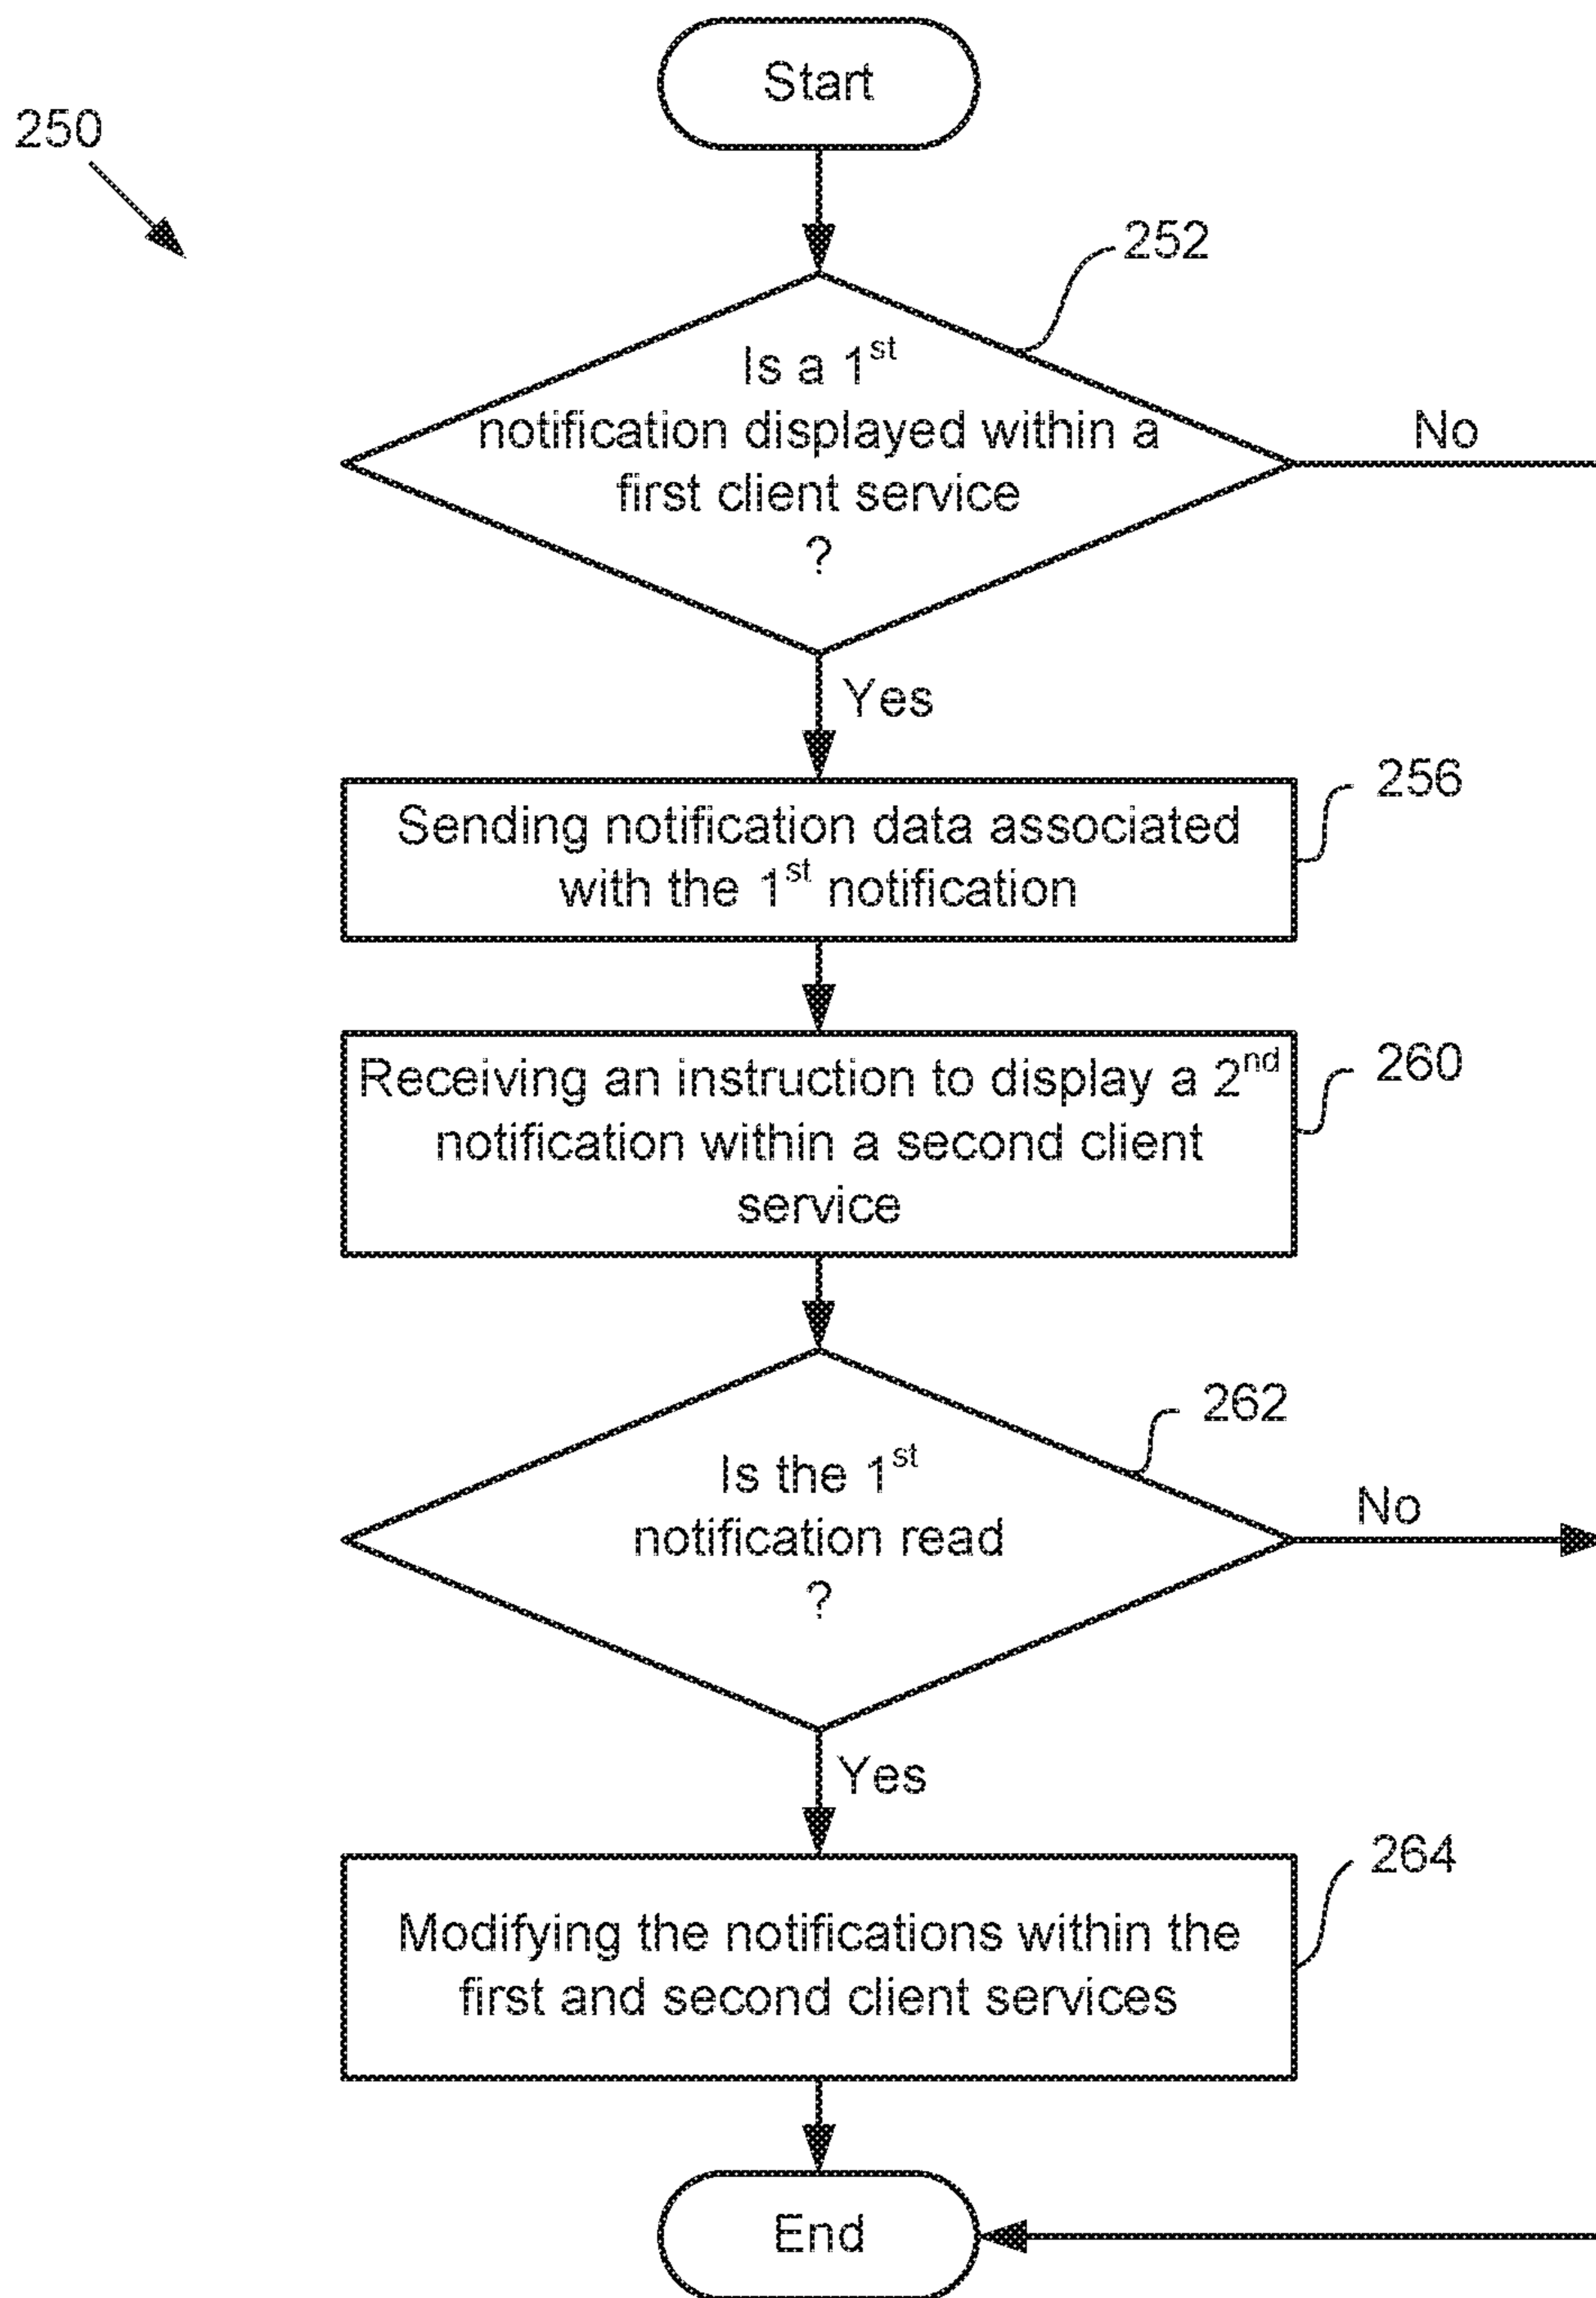 Start
250
252
Is a 1st
notification displayed within a
first client service
?
No
Yes
256
Sending notification data associated
with the 1st notification
260
Receiving an instruction to display a 2nd
notification within a second client
service
262
Is the 1st
notification read
?
No
Yes
264
Modifying the notifications within the
first and second client services
End